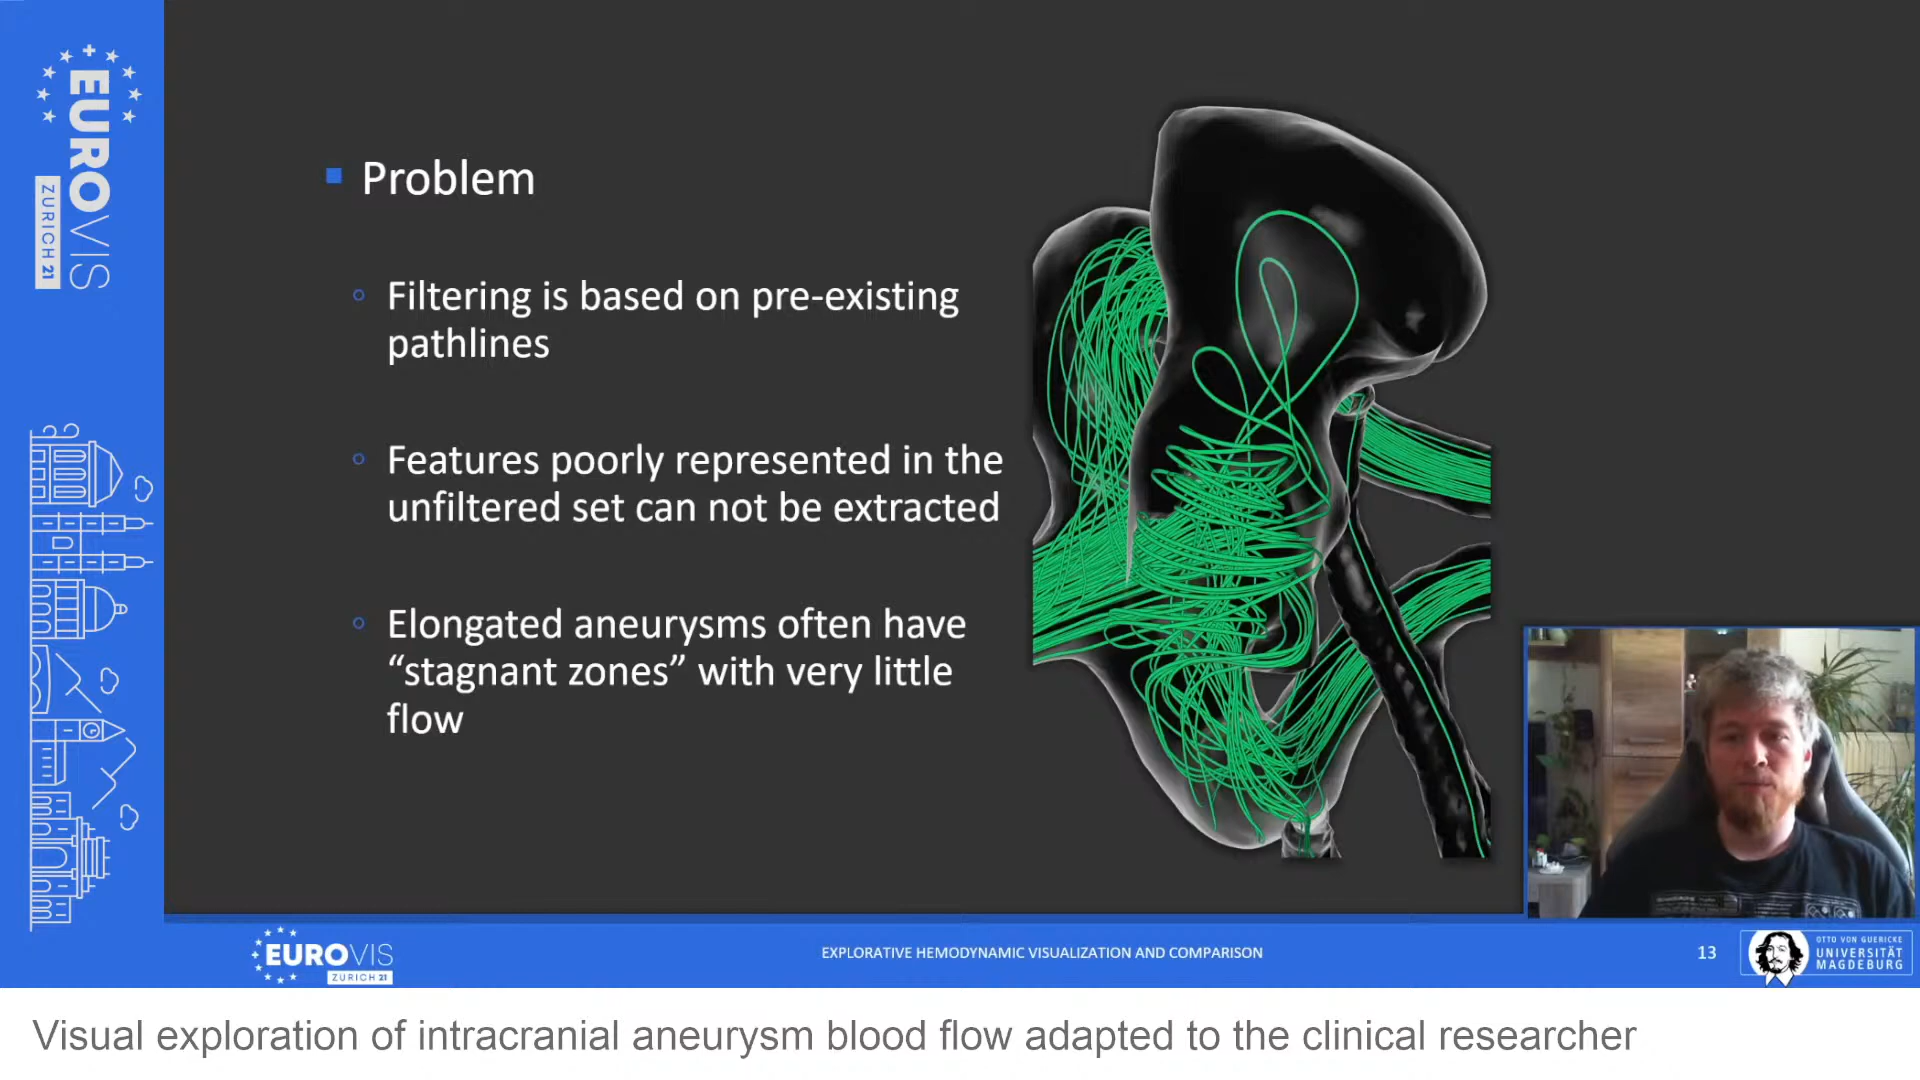 EUROVIS
ZURICH 21
Problem
Filtering is based on pre-existing
pathlines
Features poorly represented in the
unfiltered set can not be extracted
Elongated aneurysms often have
“stagnant zones” with very little
flow
EUROVIS
ZURICH 21
EXPLORATIVE HEMODYNAMIC VISUALIZATION AND COMPARISON
13
OTTO VON GUERICKE
UNIVERSITÄT
MAGDEBURG
Visual exploration of intracranial aneurysm blood flow adapted to the clinical researcher